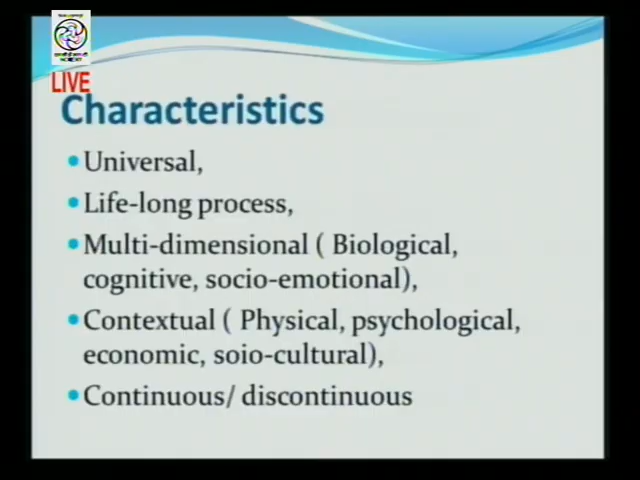 LIVE
Characteristics
Universal,
Life-long process,
Multi-dimensional ( Biological,
cognitive, socio-emotional),
Contextual ( Physical, psychological,
economic, soio-cultural),
Continuous/ discontinuous